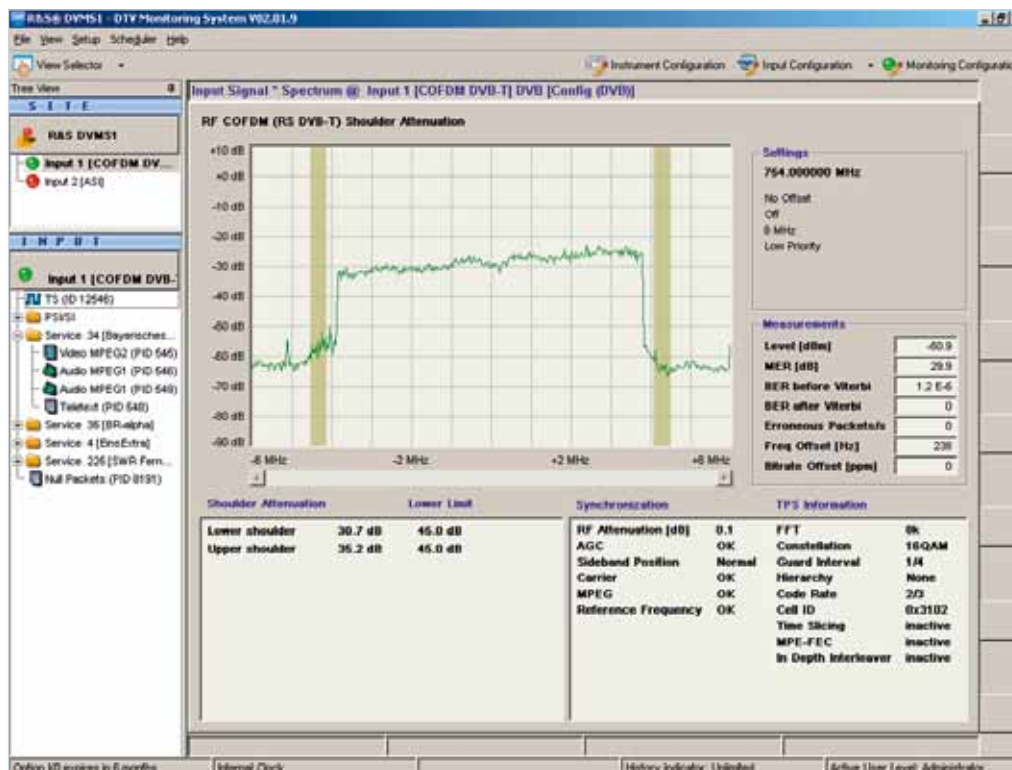 R&S® DVMS1 - DTV Monitoring System V02.01.9
File View Setup Scheduler Help
View Selector
Instrument Configuration Input Configuration Monitoring Configuratio
Tree View
SITE
R&S DVMS1
Input 1 [COFDM DV...
Input 2 [ASI]
INPUT
Input 1 [COFDM DVB-T
TS (ID 12546)
PSI/SI
Service 34 [Bayerisches...
Video MPEG2 (PID 545)
Audio MPEG1 (PID 546)
Audio MPEG1 (PID 549)
Teletext (PID 548)
Service 36 [BR-alpha]
Service 4 [EinsExtra]
Service 226 [SWR Fern...
Null Packets (PID 8191)
Input Signal * Spectrum @ Input 1 [COFDM DVB-T] DVB [Config (DVB)]
RF COFDM (RS DVB-T) Shoulder Attenuation
+10 dB
+0 dB
-10 dB
-20 dB
-30 dB
-40 dB
-50 dB
-60 dB
-70 dB
-80 dB
-90 dB
-6 MHz -2 MHz +2 MHz +6 MHz
Settings
754.000000 MHz
No Offset
Off
8 MHz
Low Priority
Measurements
Level [dBm] -60.9
MER [dB] 29.9
BER before Viterbi 1.2 E-6
BER after Viterbi 0
Erroneous Packets/s 0
Freq Offset [Hz] 238
Bitrate Offset [ppm] 0
Shoulder Attenuation Lower Limit
Lower shoulder 30.7 dB 45.0 dB
Upper shoulder 35.2 dB 45.0 dB
Synchronization
RF Attenuation [dB] 0.1
AGC OK
Sideband Position Normal
Carrier OK
MPEG OK
Reference Frequency OK
TPS Information
FFT 8k
Constellation 16QAM
Guard Interval 1/4
Hierarchy None
Code Rate 2/3
Cell ID 0x3102
Time Slicing inactive
MPE-FEC inactive
In Depth Interleaver inactive
Option K0 expires in 6 months Internal Clock History Indicator: Unlimited Active User Level: Administrator